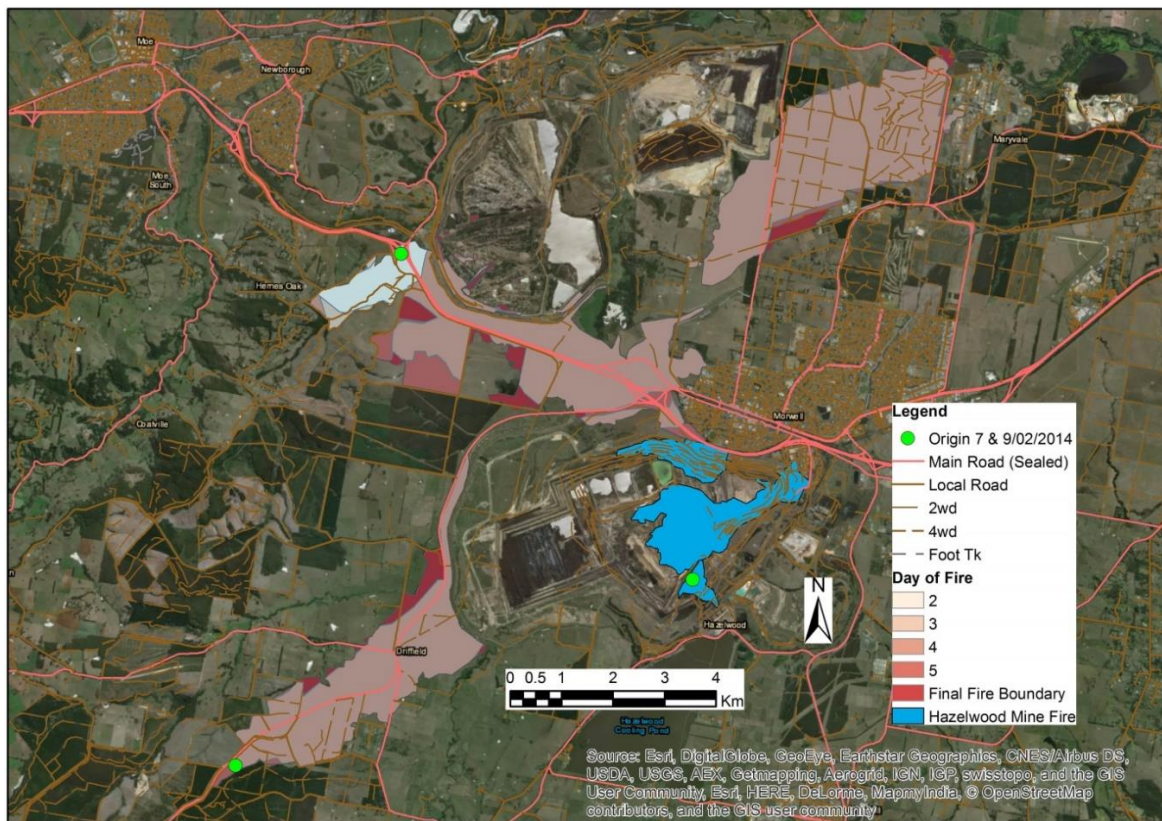 Moe
Newborough
Maryvale
Moe
South
Hernes Oak
Coalville
Morwell
Legend
Origin 7 & 9/02/2014
Main Road (Sealed)
Local Road
2wd
4wd
Foot Tk
Day of Fire
2
3
4
5
Final Fire Boundary
Hazelwood Mine Fire
N
Hazelwood
Driffield
0 0.5 1 2 3 4
Km
Hazelwood
Cooling Pond
Source: Esri, DigitalGlobe, GeoEye, Earthstar Geographics, CNES/Airbus DS,
USDA, USGS, AEX, Getmapping, Aerogrid, IGN, IGP, swisstopo, and the GIS
User Community, Esri, HERE, DeLorme, MapmyIndia, © OpenStreetMap
contributors, and the GIS user community